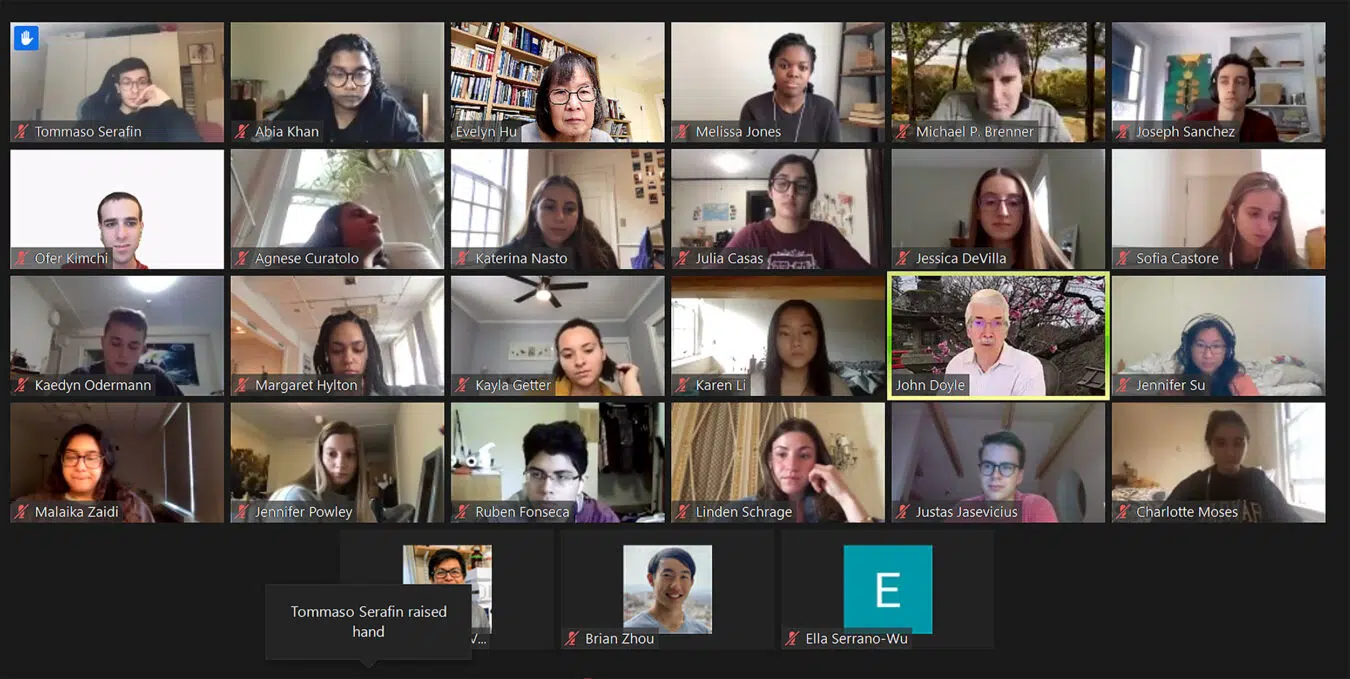 Tommaso Serafin
Abia Khan
Evelyn Hu
Melissa Jones
Michael P. Brenner
Joseph Sanchez
Ofer Kimchi
Agnese Curatolo
Katerina Nasto
Julia Casas
Jessica DeVilla
Sofia Castore
Kaedyn Odermann
Margaret Hylton
Kayla Getter
Karen Li
John Doyle
Jennifer Su
Malaika Zaidi
Jennifer Powley
Ruben Fonseca
Linden Schrage
Justas Jasevicius
Charlotte Moses
Tommaso Serafin raised
hand
V...
Brian Zhou
E
Ella Serrano-Wu